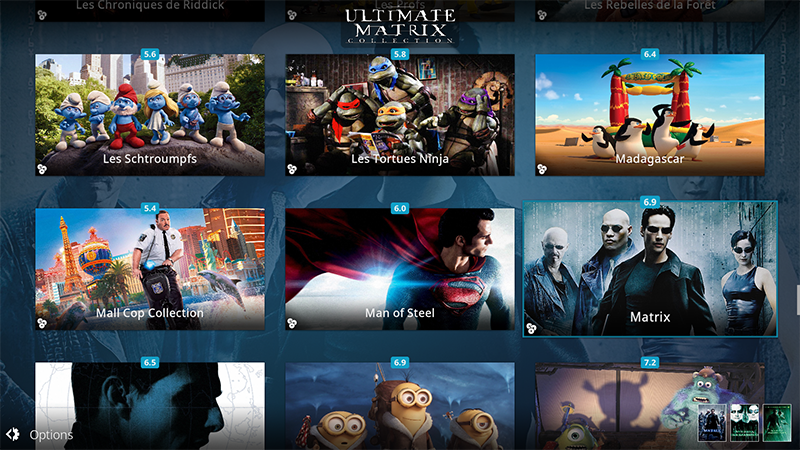 Les Chroniques de Riddick
Les Profs
Les Rebelles de la Foret
ULTIMATE
MATRIX
COLLECTION
5.6
5.8
6.4
Les Schtroumpfs
Les Tortues Ninja
Madagascar
5.4
6.0
6.9
Mall Cop Collection
Man of Steel
Matrix
6.5
6.9
7.2
Options